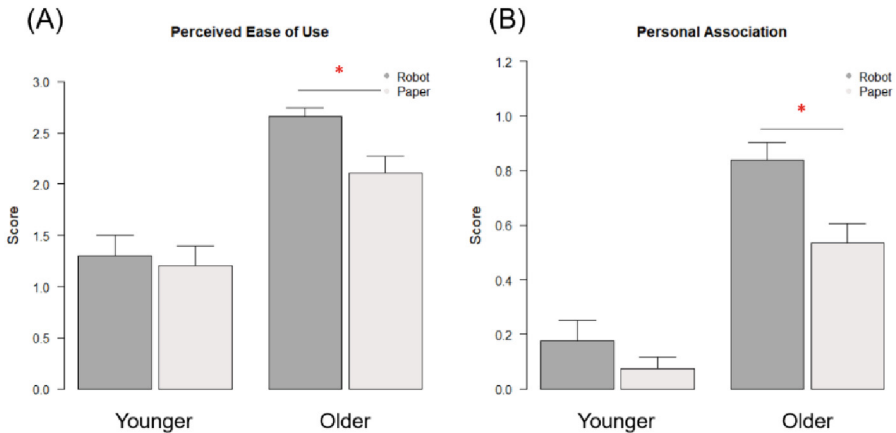 (A)
Perceived Ease of Use
*
Robot
Paper
3.0
2.5
2.0
1.5
1.0
0.5
0.0
Score
Younger
Older
(B)
Personal Association
*
Robot
Paper
1.2
1.0
0.8
0.6
0.4
0.2
0.0
Score
Younger
Older